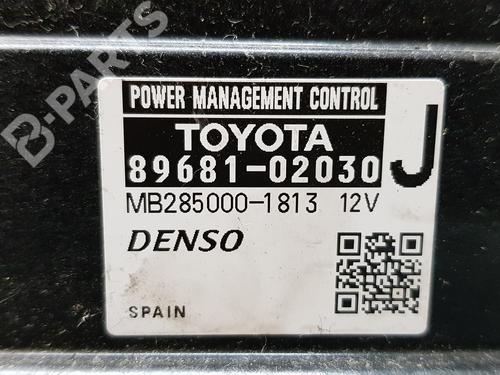 B-PARTS
POWER MANAGEMENT CONTROL
TOYOTA
89681-02030 J
MB285000-1813 12V
DENSO
SPAIN